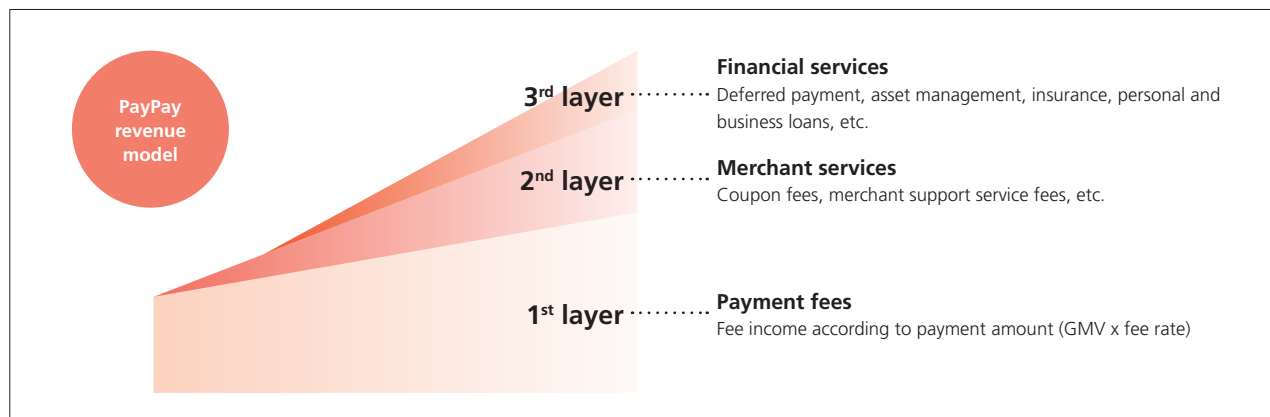 PayPay
revenue
model
3rd layer
Financial services
Deferred payment, asset management, insurance, personal and
business loans, etc.
2nd layer
Merchant services
Coupon fees, merchant support service fees, etc.
1st layer
Payment fees
Fee income according to payment amount (GMV x fee rate)